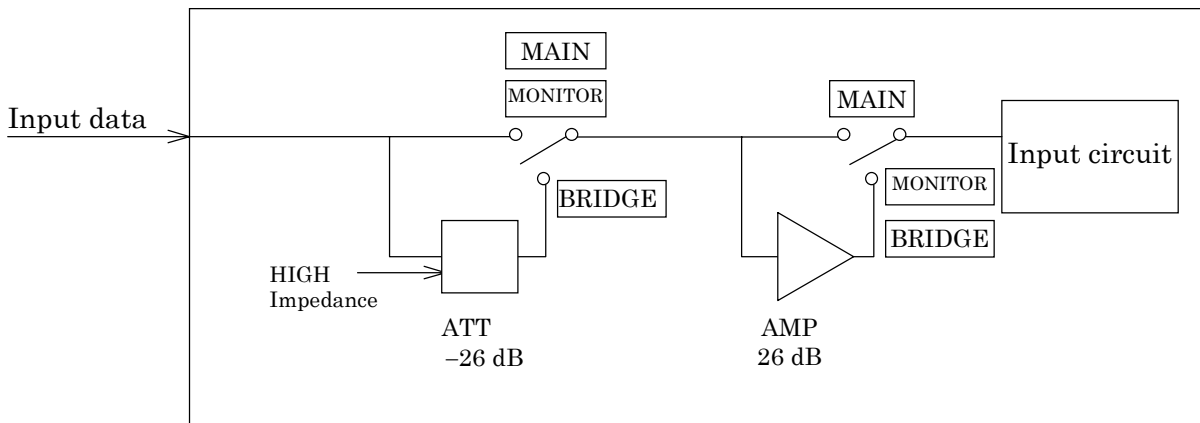 MAIN
MONITOR
MAIN
Input data
Input circuit
MONITOR
BRIDGE
BRIDGE
HIGH
Impedance
ATT
–26 dB
AMP
26 dB